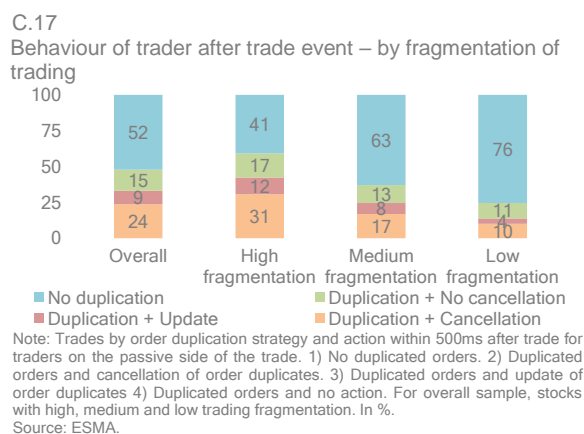 C.17
Behaviour of trader after trade event – by fragmentation of
trading
100
75
50
25
0
52
15
9
24
41
17
12
31
63
13
8
17
76
11
4
10
Overall
High
fragmentation
Medium
fragmentation
Low
fragmentation
No duplication
Duplication + No cancellation
Duplication + Update
Duplication + Cancellation
Note: Trades by order duplication strategy and action within 500ms after trade for
traders on the passive side of the trade. 1) No duplicated orders. 2) Duplicated
orders and cancellation of order duplicates. 3) Duplicated orders and update of
order duplicates 4) Duplicated orders and no action. For overall sample, stocks
with high, medium and low trading fragmentation. In %.
Source: ESMA.